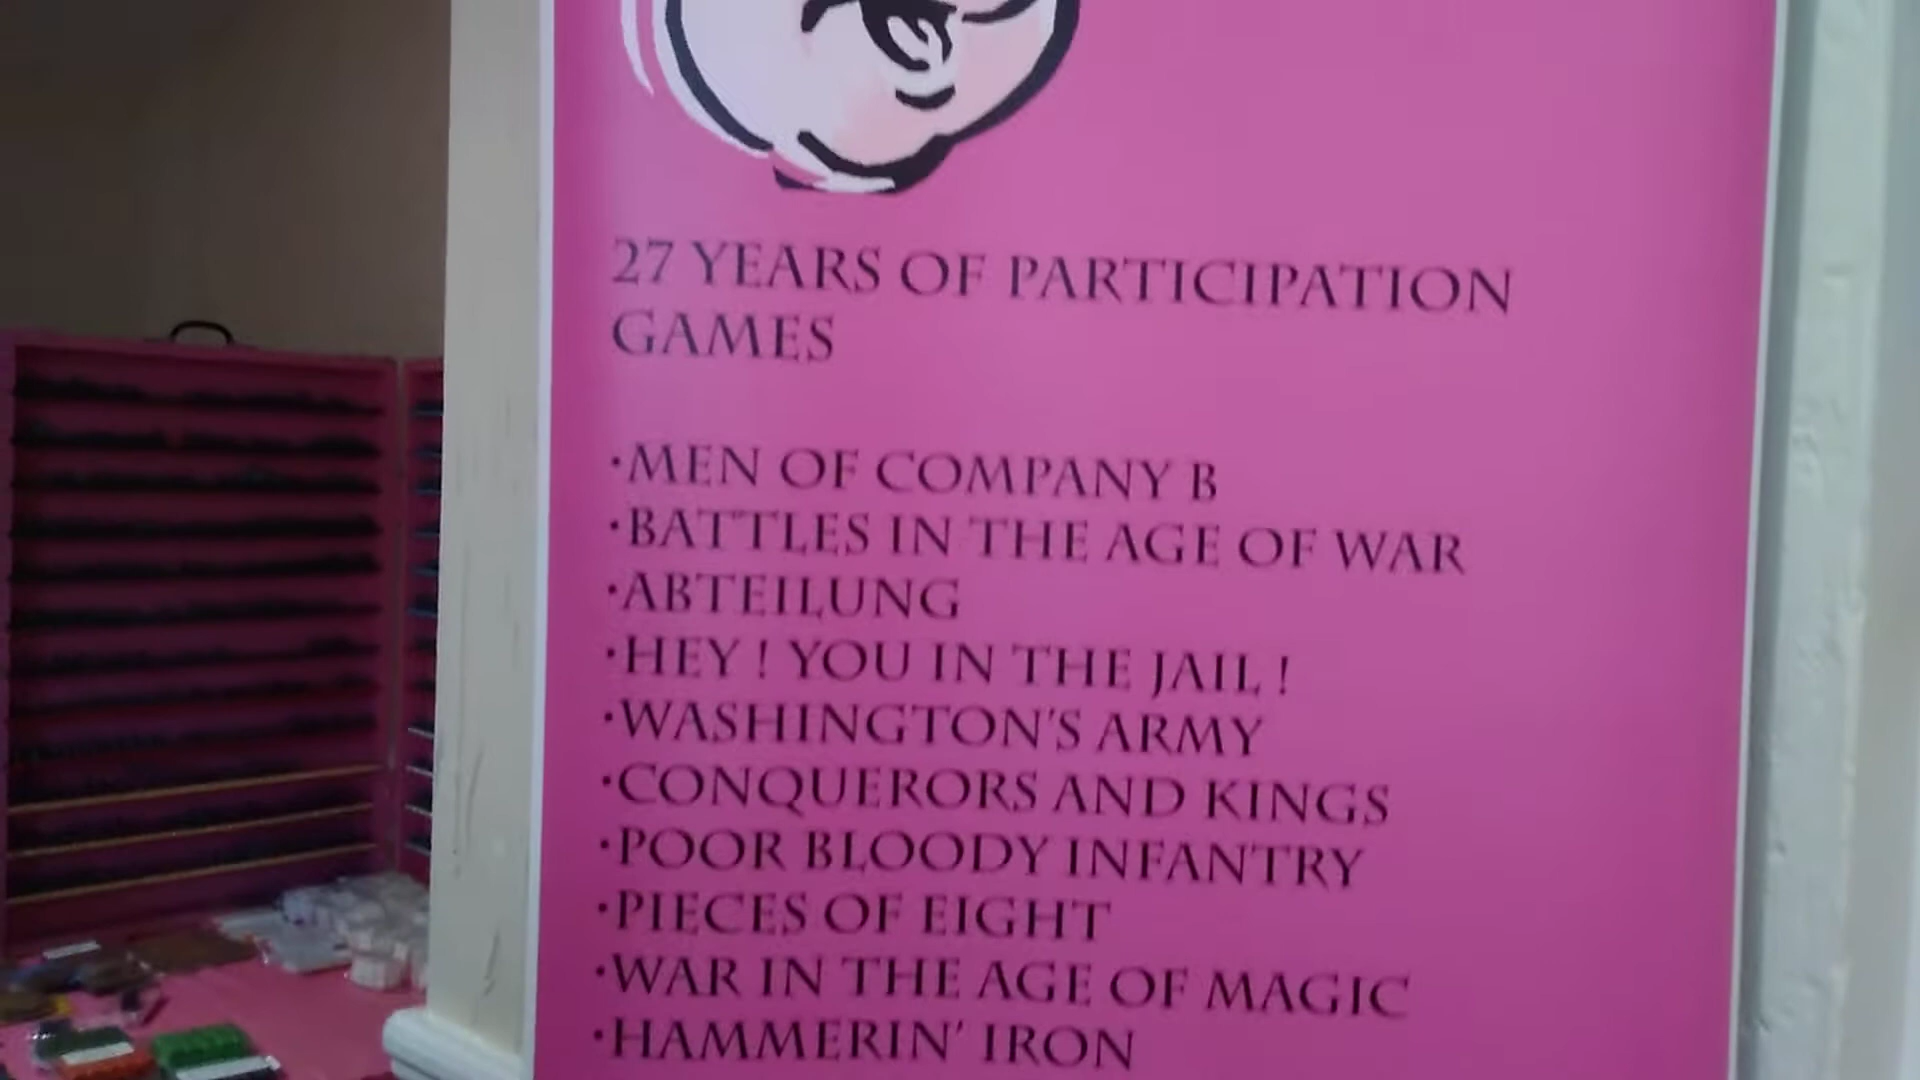 27 YEARS OF PARTICIPATION
GAMES
·MEN OF COMPANY B
·BATTLES IN THE AGE OF WAR
·ABTEILUNG
·HEY ! YOU IN THE JAIL !
·WASHINGTON'S ARMY
·CONQUERORS AND KINGS
·POOR BLOODY INFANTRY
·PIECES OF EIGHT
·WAR IN THE AGE OF MAGIC
·HAMMERIN' IRON